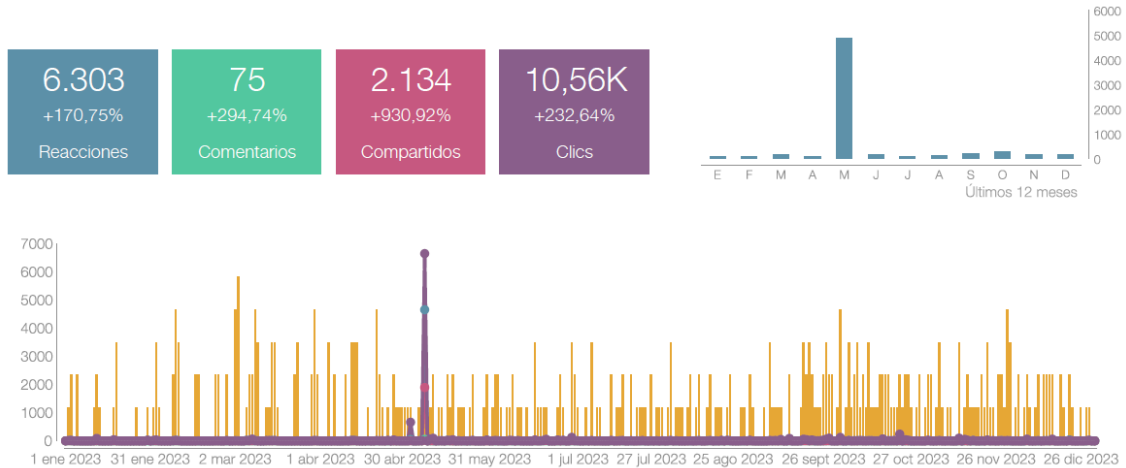 6.303
+170,75%
Reacciones
75
+294,74%
Comentarios
2.134
+930,92%
Compartidos
10,56K
+232,64%
Clics
6000
5000
4000
3000
2000
1000
0
E F M A M J J A S O N D
Últimos 12 meses
7000
6000
5000
4000
3000
2000
1000
0
1 ene 2023 31 ene 2023 2 mar 2023 1 abr 2023 30 abr 2023 31 may 2023 1 jul 2023 27 jul 2023 25 ago 2023 26 sept 2023 27 oct 2023 26 nov 2023 26 dic 2023